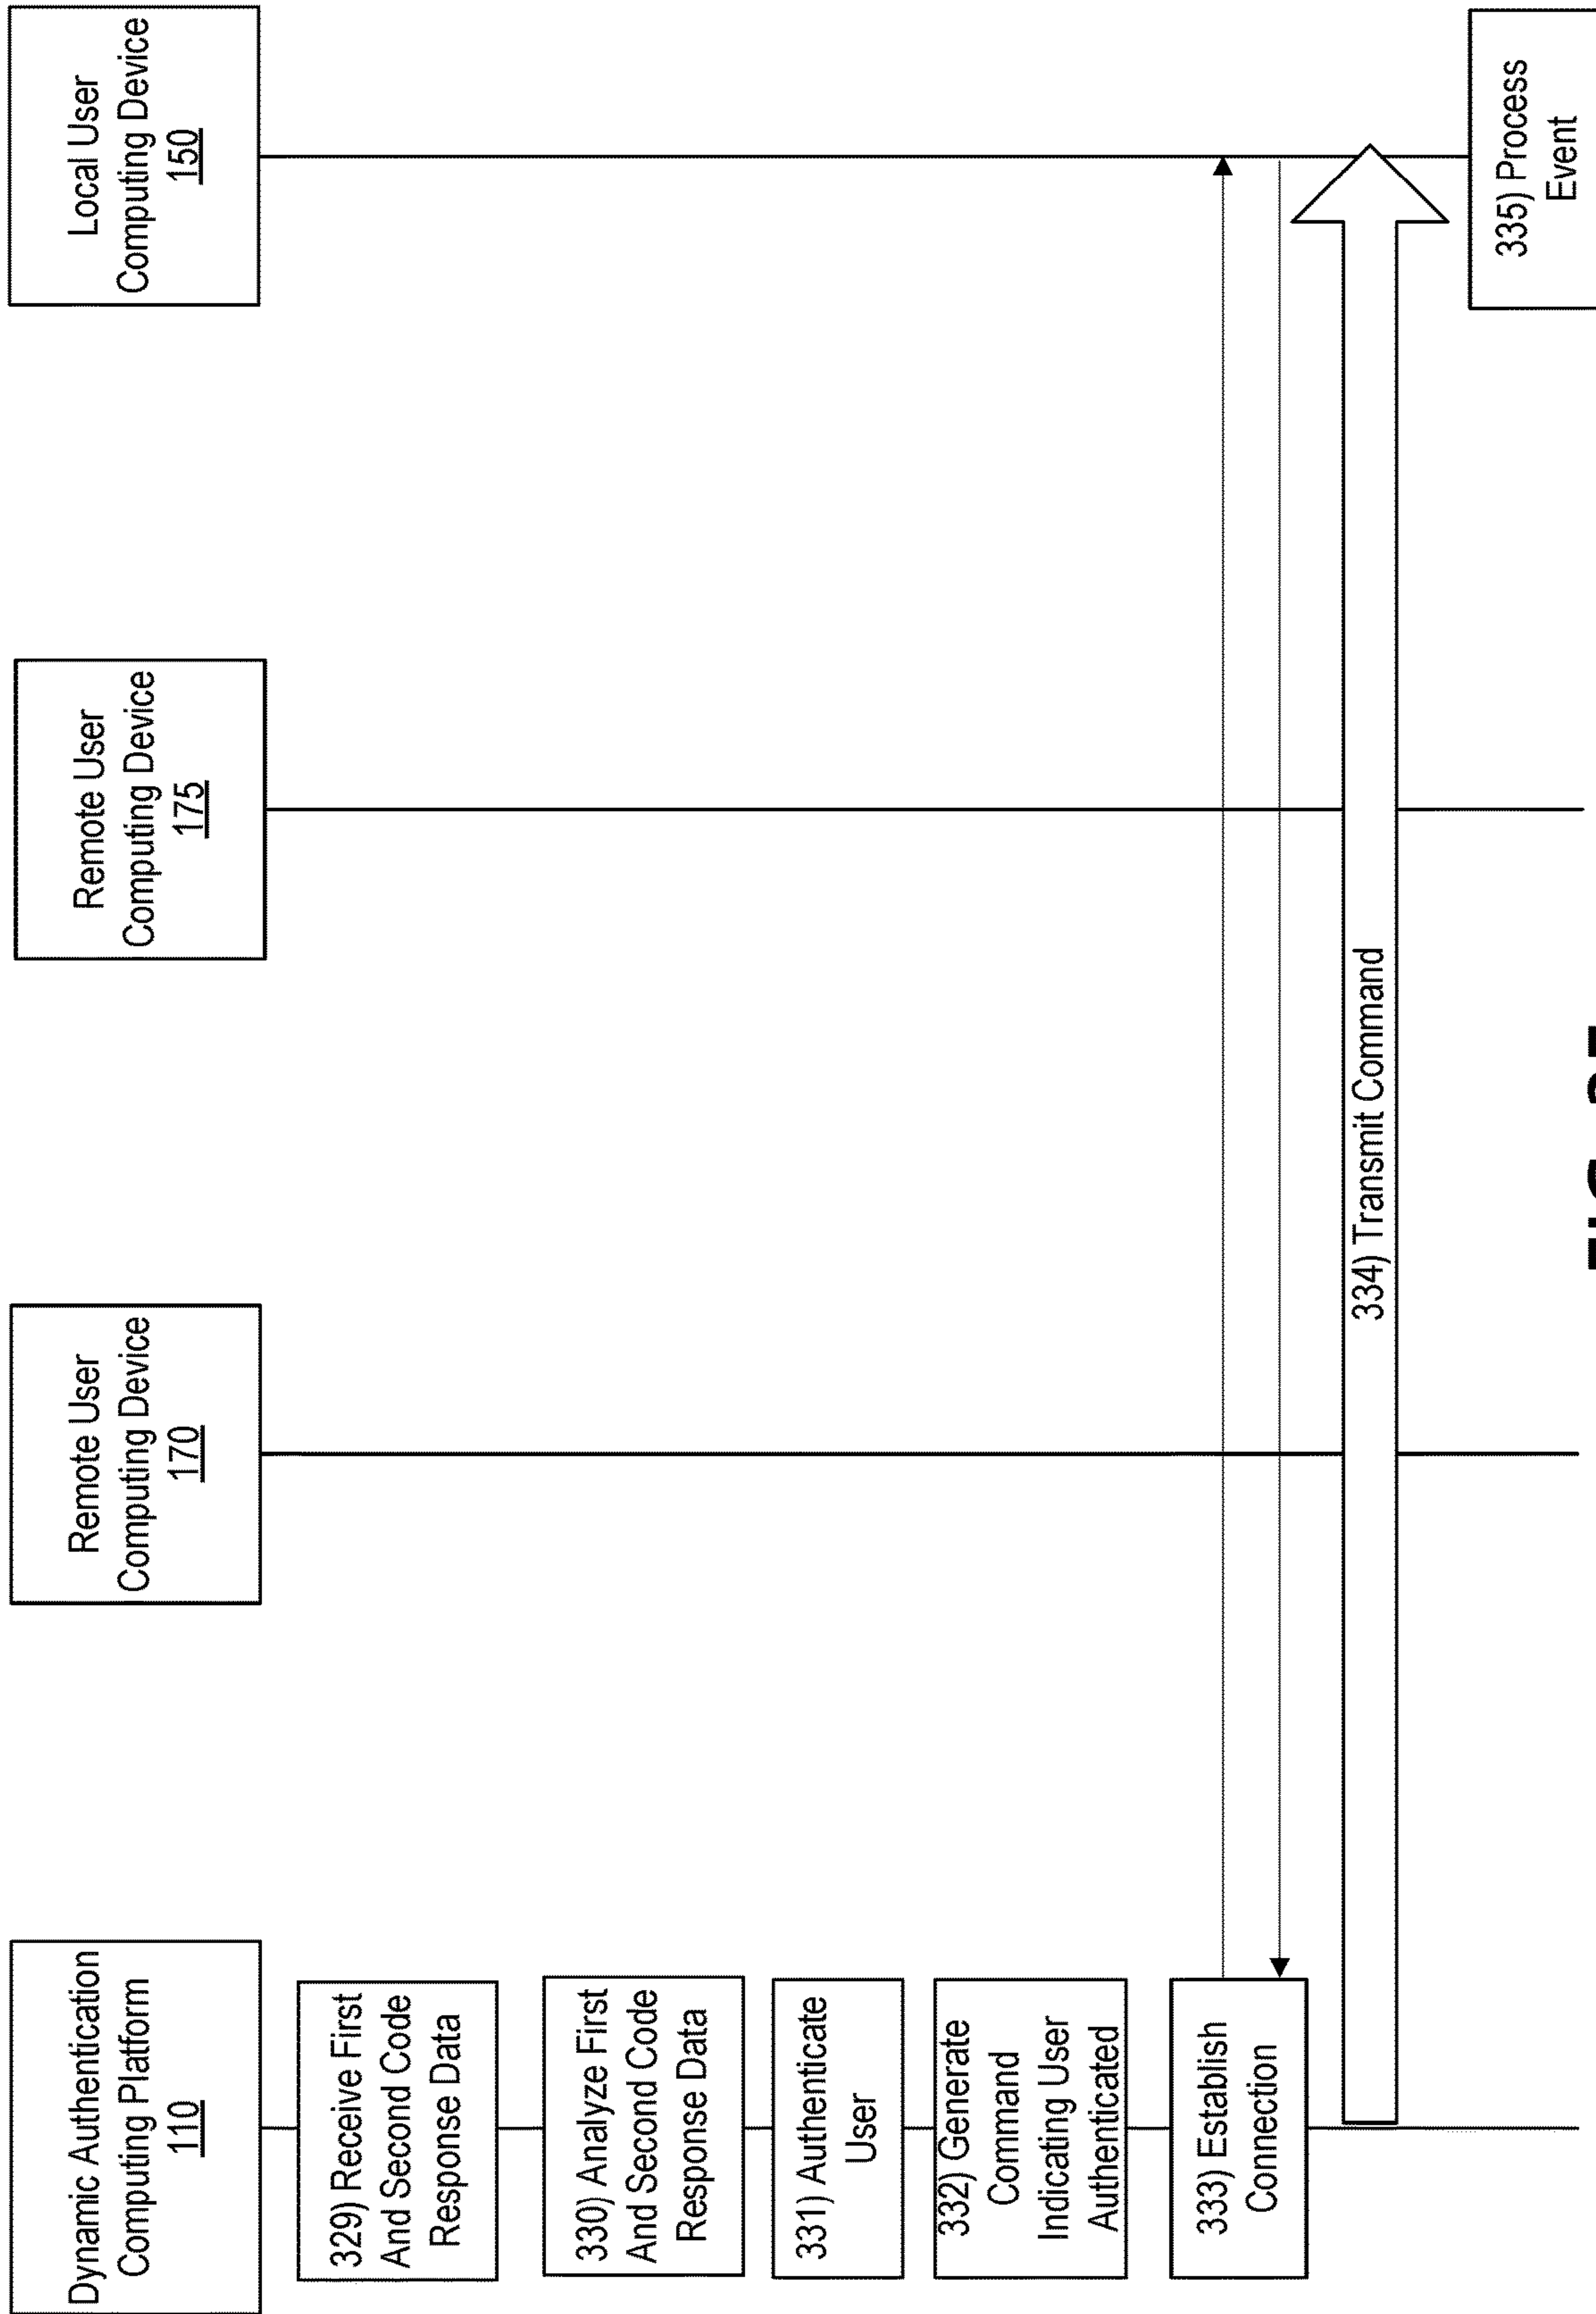 Dynamic Authentication
Computing Platform
110
Remote User
Computing Device
170
Remote User
Computing Device
175
Local User
Computing Device
150
329) Receive First
And Second Code
Response Data
330) Analyze First
And Second Code
Response Data
331) Authenticate
User
332) Generate
Command
Indicating User
Authenticated
333) Establish
Connection
334) Transmit Command
335) Process
Event